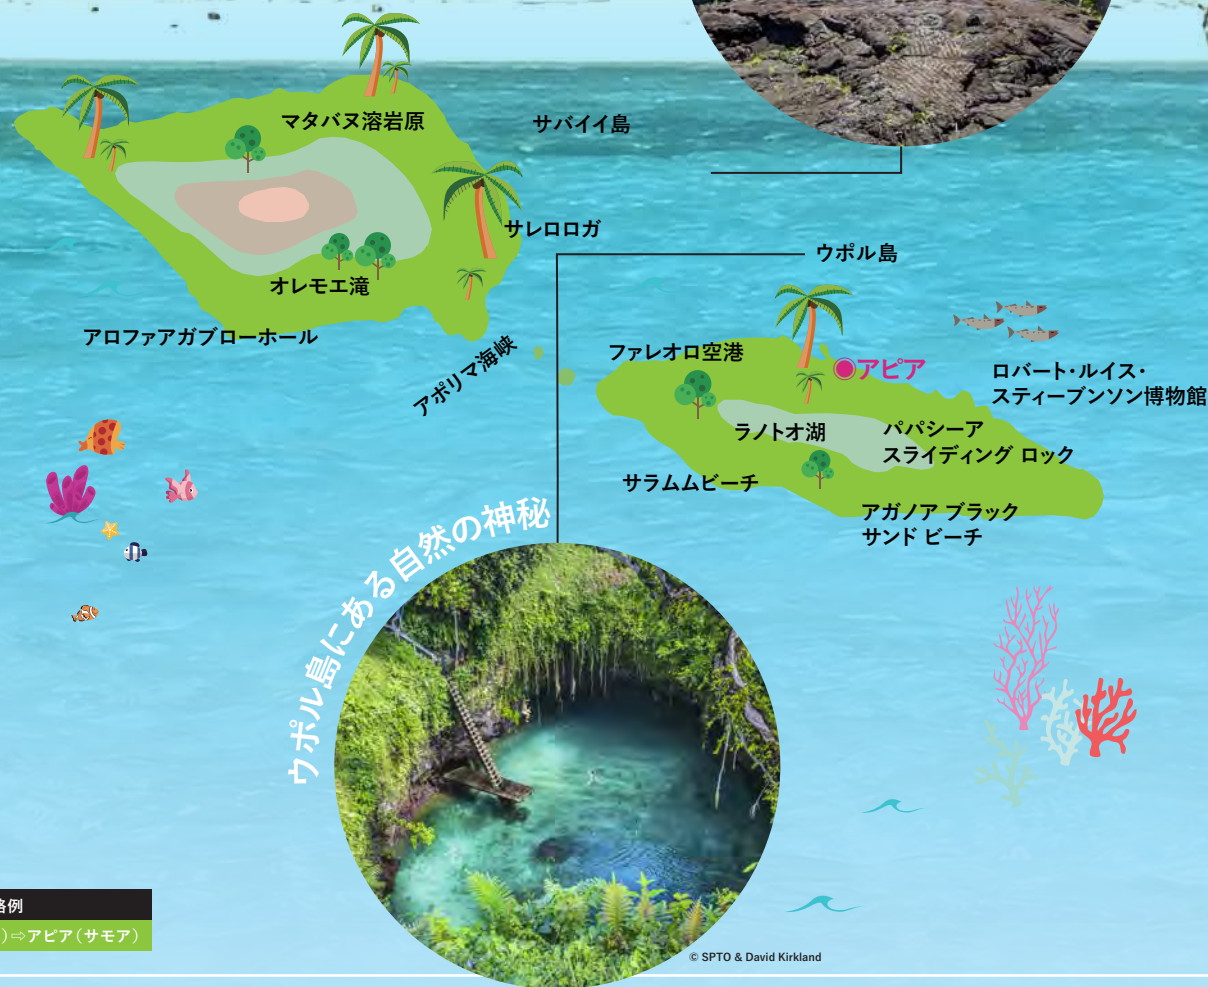 マタバヌ溶岩原
サバイイ島
サレロロガ
ウポル島
オレモエ滝
アロファアガブローホール
アポリマ海峡
ファレオロ空港
アピア
ロバート・ルイス・
スティーブンソン博物館
ラノトオ湖
パパシーア
スライディング ロック
サラムムビーチ
アガノア ブラック
サンド ビーチ
ウポル島にある自然の神秘
格例
）⇨アピア（サモア）
© SPTO & David Kirkland